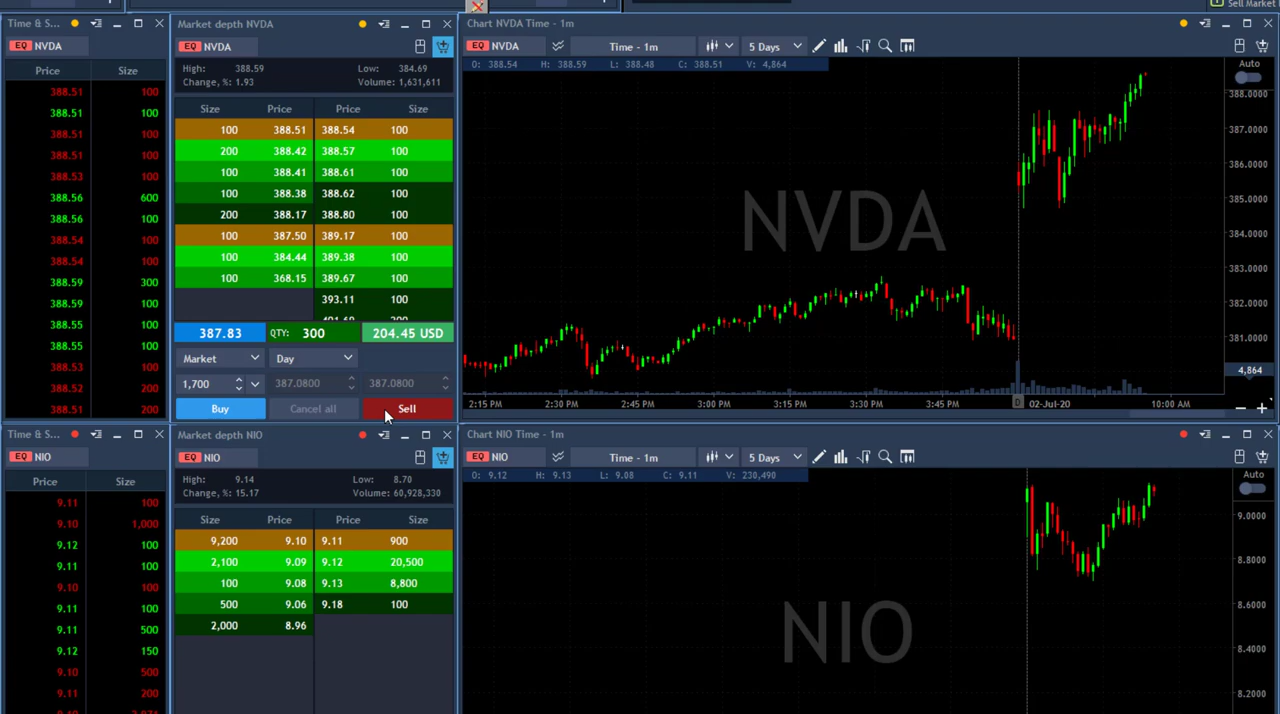 Sell Market
Time & S...
EQ NVDA
Price Size
388.51 100
388.51 100
388.51 100
388.51 100
388.53 100
388.56 600
388.56 100
388.54 100
388.54 100
388.59 300
388.59 100
388.55 100
388.55 100
388.53 100
388.52 200
388.51 200
Market depth NVDA
EQ NVDA
High: 388.59 Low: 384.69
Change, %: 1.93 Volume: 1,631,611
Size Price Price Size
100 388.51 388.54 100
200 388.42 388.57 100
100 388.41 388.61 100
100 388.38 388.62 100
200 388.17 388.80 100
100 387.50 389.17 100
100 384.44 389.38 100
100 368.15 389.67 100
393.11 100
387.83 QTY: 300 204.45 USD
Market Day
1,700 387.0800 387.0800
Buy Cancel all Sell
Chart NVDA Time - 1m
EQ NVDA Time - 1m 5 Days
O: 388.54 H: 388.59 L: 388.48 C: 388.51 V: 4,864
NVDA
Auto
388.0000
387.0000
386.0000
385.0000
384.0000
383.0000
382.0000
381.0000
4,864
2:15 PM 2:30 PM 2:45 PM 3:00 PM 3:15 PM 3:30 PM 3:45 PM D 02-Jul-20 10:00 AM
Time & S...
EQ NIO
Price Size
9.11 100
9.10 1,000
9.12 100
9.11 100
9.10 100
9.11 100
9.11 500
9.12 150
9.10 500
9.11 200
Market depth NIO
EQ NIO
High: 9.14 Low: 8.70
Change, %: 15.17 Volume: 60,928,330
Size Price Price Size
9,200 9.10 9.11 900
2,100 9.09 9.12 20,500
100 9.08 9.13 8,800
500 9.06 9.18 100
2,000 8.96
Chart NIO Time - 1m
EQ NIO Time - 1m 5 Days
O: 9.12 H: 9.13 L: 9.08 C: 9.11 V: 230,490
NIO
Auto
9.0000
8.8000
8.6000
8.4000
8.2000